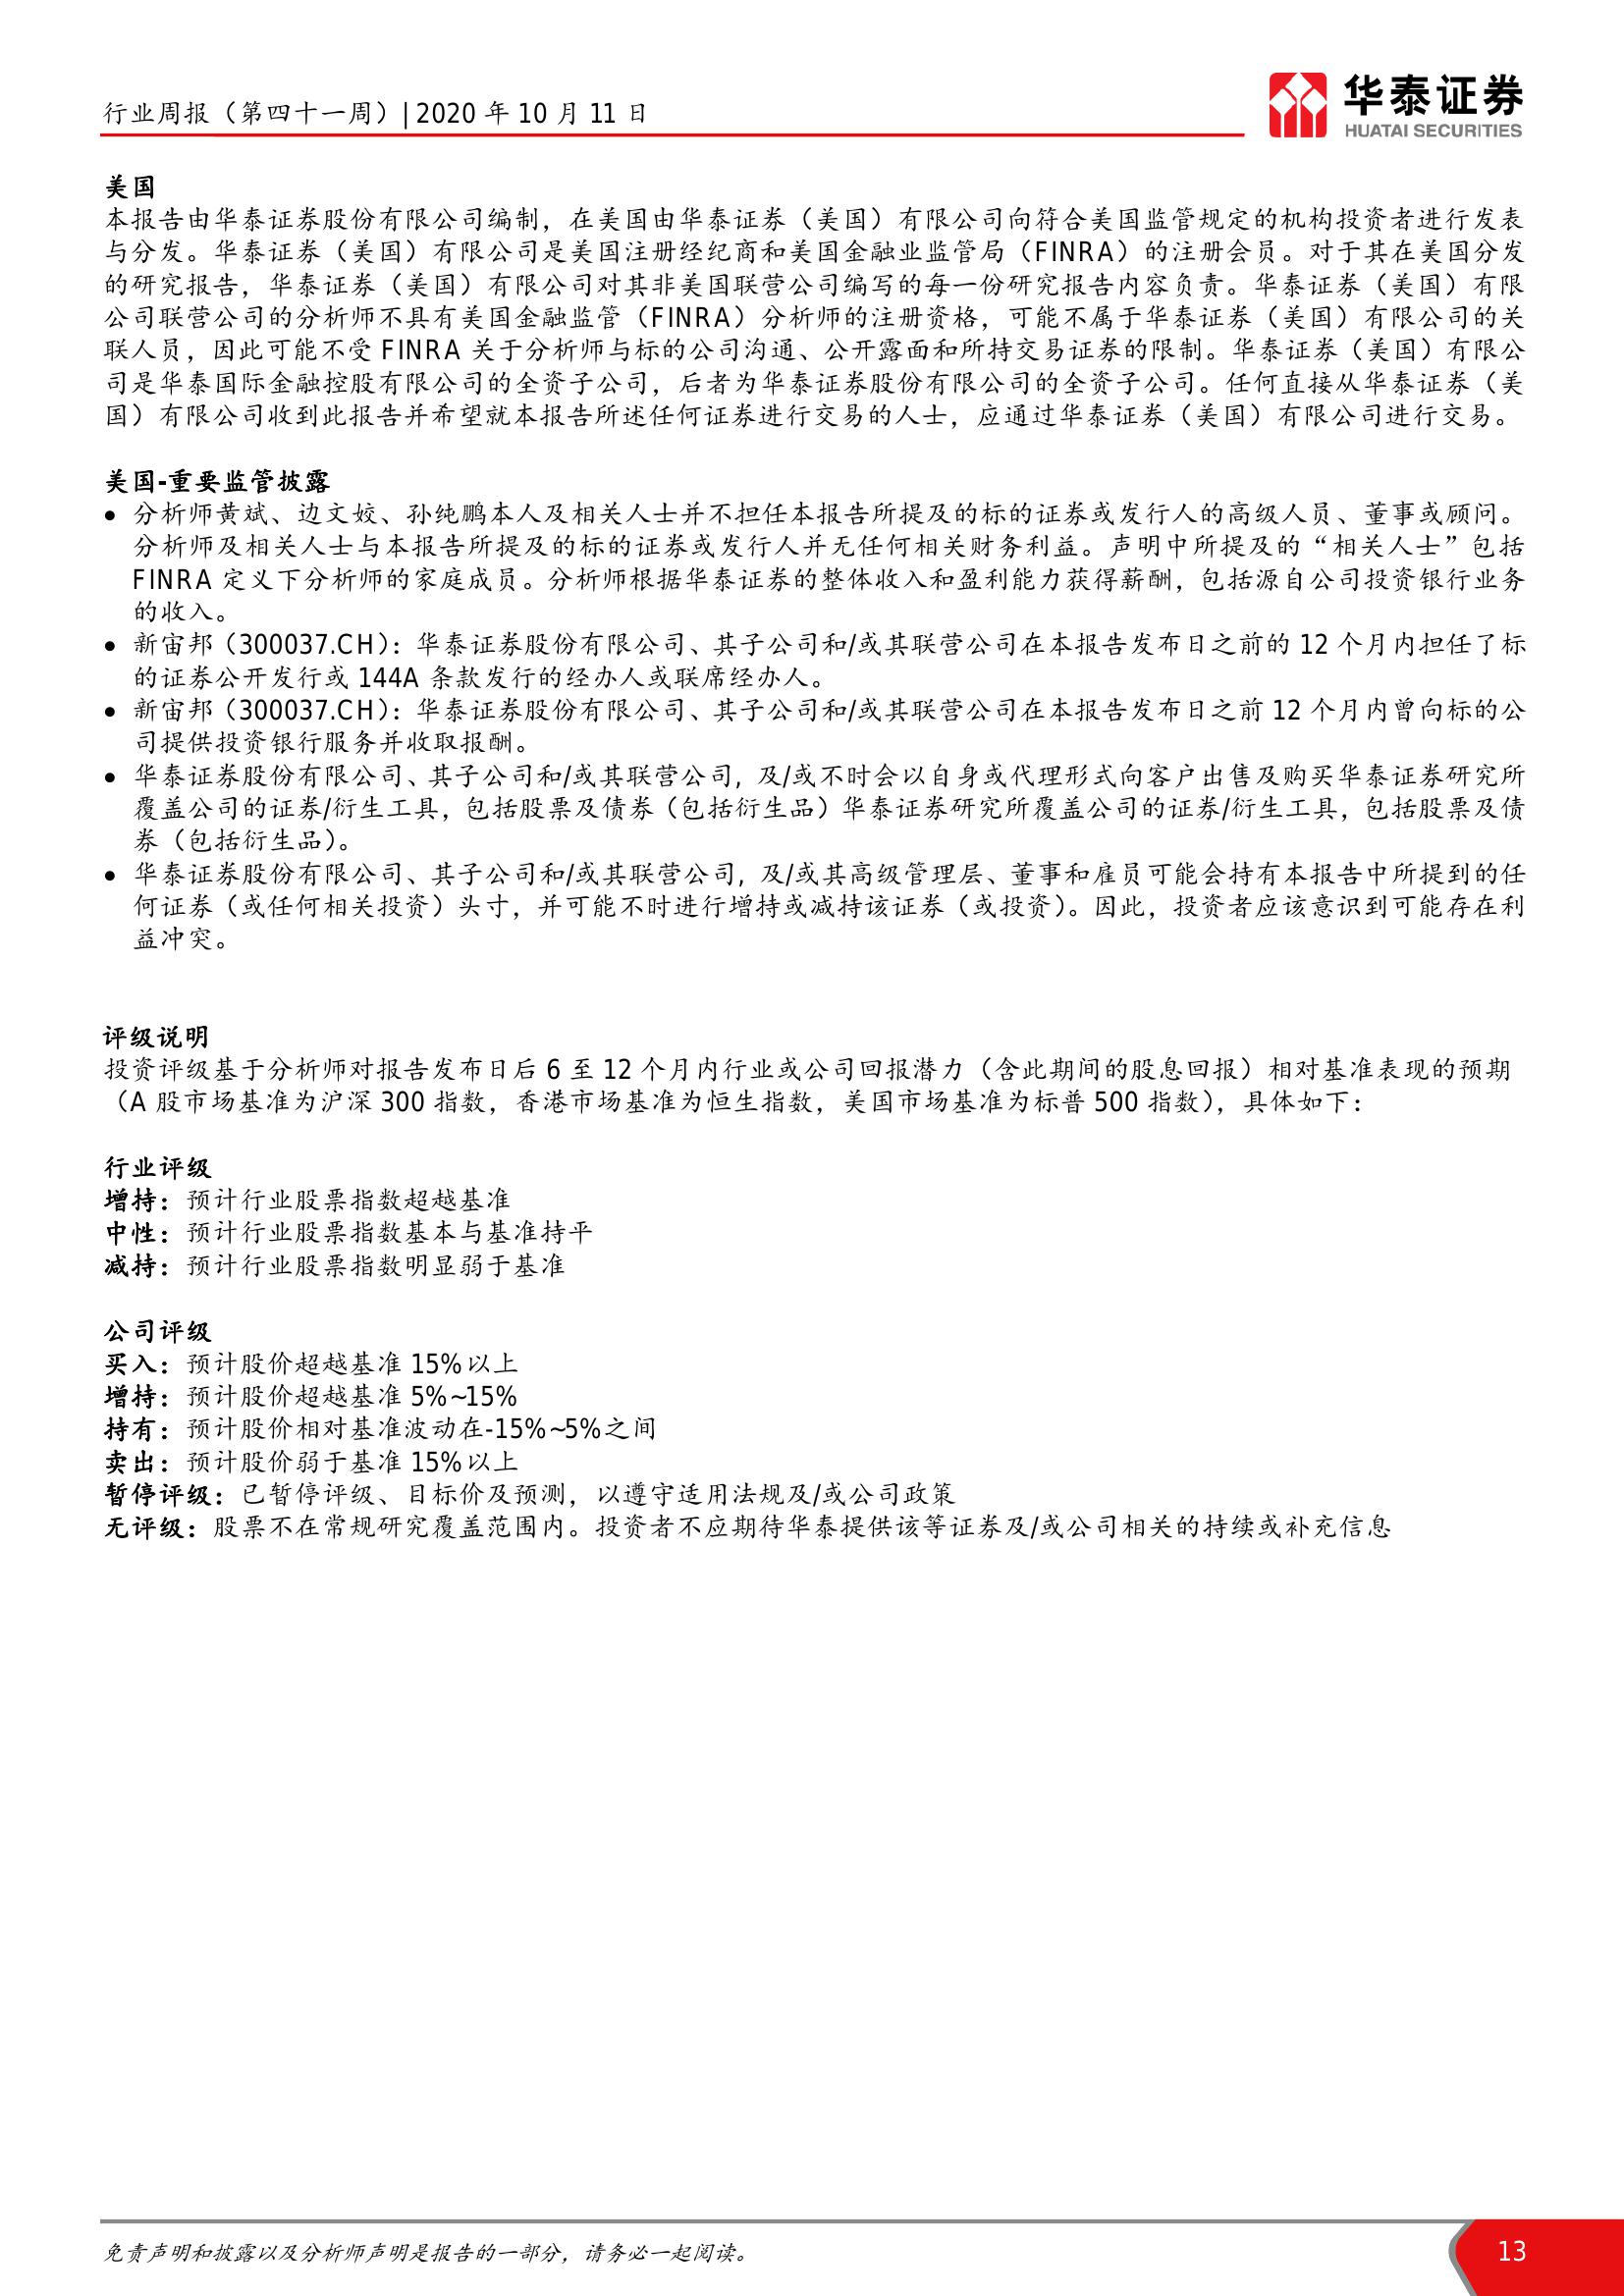 行业周报（第四十一周）| 2020 年 10 月 11 日
华泰证券
HUATAI SECURITIES
美国
本报告由华泰证券股份有限公司编制，在美国由华泰证券（美国）有限公司向符合美国监管规定的机构投资者进行发表
与分发。华泰证券（美国）有限公司是美国注册经纪商和美国金融业监管局（FINRA）的注册会员。对于其在美国分发
的研究报告，华泰证券（美国）有限公司对其非美国联营公司编写的每一份研究报告内容负责。华泰证券（美国）有限
公司联营公司的分析师不具有美国金融监管（FINRA）分析师的注册资格，可能不属于华泰证券（美国）有限公司的关
联人员，因此可能不受 FINRA 关于分析师与标的公司沟通、公开露面和所持交易证券的限制。华泰证券（美国）有限公
司是华泰国际金融控股有限公司的全资子公司，后者为华泰证券股份有限公司的全资子公司。任何直接从华泰证券（美
国）有限公司收到此报告并希望就本报告所述任何证券进行交易的人士，应通过华泰证券（美国）有限公司进行交易。
美国-重要监管披露
● 分析师黄斌、边文姣、孙纯鹏本人及相关人士并不担任本报告所提及的标的证券或发行人的高级人员、董事或顾问。
分析师及相关人士与本报告所提及的标的证券或发行人并无任何相关财务利益。声明中所提及的“相关人士”包括
FINRA 定义下分析师的家庭成员。分析师根据华泰证券的整体收入和盈利能力获得薪酬，包括源自公司投资银行业务
的收入。
● 新宙邦（300037.CH）：华泰证券股份有限公司、其子公司和/或其联营公司在本报告发布日之前的 12 个月内担任了标
的证券公开发行或 144A 条款发行的经办人或联席经办人。
● 新宙邦（300037.CH）：华泰证券股份有限公司、其子公司和/或其联营公司在本报告发布日之前 12 个月内曾向标的公
司提供投资银行服务并收取报酬。
● 华泰证券股份有限公司、其子公司和/或其联营公司, 及/或不时会以自身或代理形式向客户出售及购买华泰证券研究所
覆盖公司的证券/衍生工具，包括股票及债券（包括衍生品）华泰证券研究所覆盖公司的证券/衍生工具，包括股票及债
券（包括衍生品）。
● 华泰证券股份有限公司、其子公司和/或其联营公司, 及/或其高级管理层、董事和雇员可能会持有本报告中所提到的任
何证券（或任何相关投资）头寸，并可能不时进行增持或减持该证券（或投资）。因此，投资者应该意识到可能存在利
益冲突。
评级说明
投资评级基于分析师对报告发布日后 6 至 12 个月内行业或公司回报潜力（含此期间的股息回报）相对基准表现的预期
（A 股市场基准为沪深 300 指数，香港市场基准为恒生指数，美国市场基准为标普 500 指数），具体如下：
行业评级
增持：预计行业股票指数超越基准
中性：预计行业股票指数基本与基准持平
减持：预计行业股票指数明显弱于基准
公司评级
买入：预计股价超越基准 15%以上
增持：预计股价超越基准 5%~15%
持有：预计股价相对基准波动在-15%~5%之间
卖出：预计股价弱于基准 15%以上
暂停评级：已暂停评级、目标价及预测，以遵守适用法规及/或公司政策
无评级：股票不在常规研究覆盖范围内。投资者不应期待华泰提供该等证券及/或公司相关的持续或补充信息
免责声明和披露以及分析师声明是报告的一部分，请务必一起阅读。
13